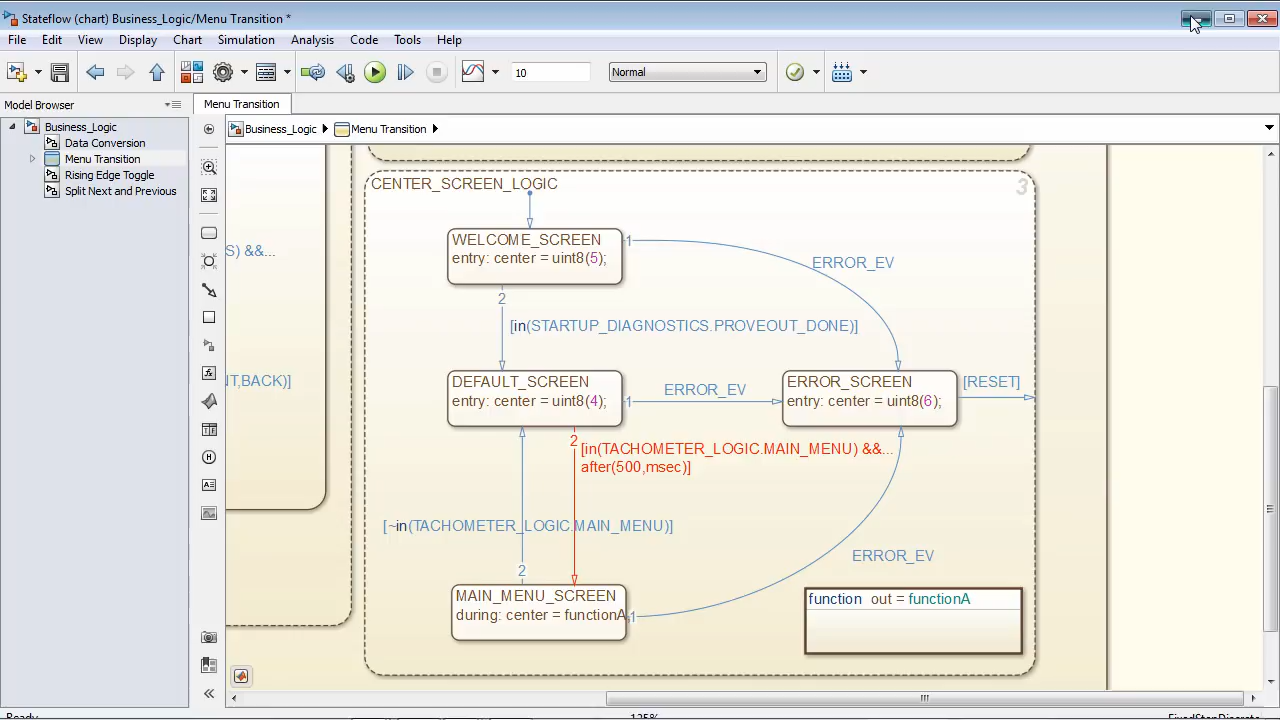 Stateflow (chart) Business_Logic/Menu Transition *
File Edit View Display Chart Simulation Analysis Code Tools Help
10 Normal
Model Browser
Menu Transition
Business_Logic
Data Conversion
Menu Transition
Rising Edge Toggle
Split Next and Previous
Business_Logic Menu Transition
CENTER_SCREEN_LOGIC
3
WELCOME_SCREEN
entry: center = uint8(5);
1
ERROR_EV
S) &&...
2
[in(STARTUP_DIAGNOSTICS.PROVEOUT_DONE)]
DEFAULT_SCREEN
entry: center = uint8(4);
1
ERROR_EV
ERROR_SCREEN
entry: center = uint8(6);
[RESET]
NT,BACK)]
2
[in(TACHOMETER_LOGIC.MAIN_MENU) &&...
after(500,msec)]
[~in(TACHOMETER_LOGIC.MAIN_MENU)]
2
ERROR_EV
MAIN_MENU_SCREEN
during: center = functionA;
1
function out = functionA
Ready
125%
FixedStepDiscrete